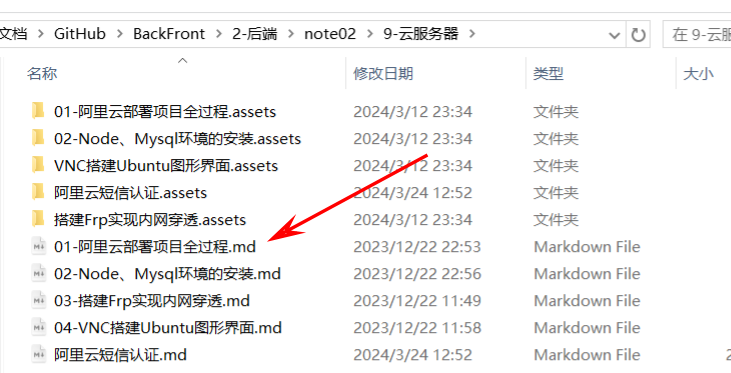 文档 > GitHub > BackFront > 2-后端 > note02 > 9-云服务器 > 在 9-云服
名称 修改日期 类型 大小
01-阿里云部署项目全过程.assets 2024/3/12 23:34 文件夹
02-Node、Mysql环境的安装.assets 2024/3/12 23:34 文件夹
VNC搭建Ubuntu图形界面.assets 2024/3/12 23:34 文件夹
阿里云短信认证.assets 2024/3/24 12:52 文件夹
搭建Frp实现内网穿透.assets 2024/3/12 23:34 文件夹
01-阿里云部署项目全过程.md 2023/12/22 22:53 Markdown File
02-Node、Mysql环境的安装.md 2023/12/22 22:56 Markdown File
03-搭建Frp实现内网穿透.md 2023/12/22 11:49 Markdown File
04-VNC搭建Ubuntu图形界面.md 2023/12/22 11:58 Markdown File
阿里云短信认证.md 2024/3/24 12:52 Markdown File